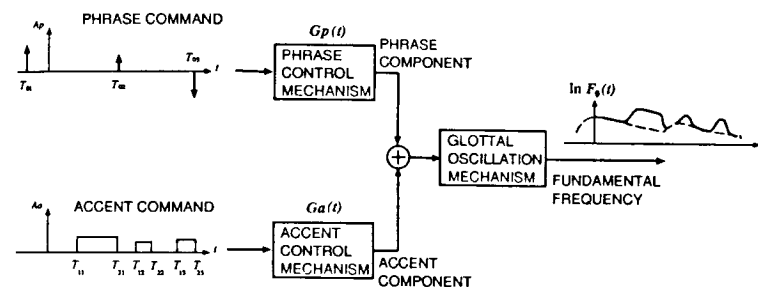 PHRASE COMMAND
Ap
T01
T02
T03
t
Gp(t)
PHRASE
CONTROL
MECHANISM
PHRASE
COMPONENT
+
GLOTTAL
OSCILLATION
MECHANISM
ln F0(t)
t
FUNDAMENTAL
FREQUENCY
ACCENT COMMAND
Aa
t
T11 T21 T12 T22 T13 T23
Ga(t)
ACCENT
CONTROL
MECHANISM
ACCENT
COMPONENT